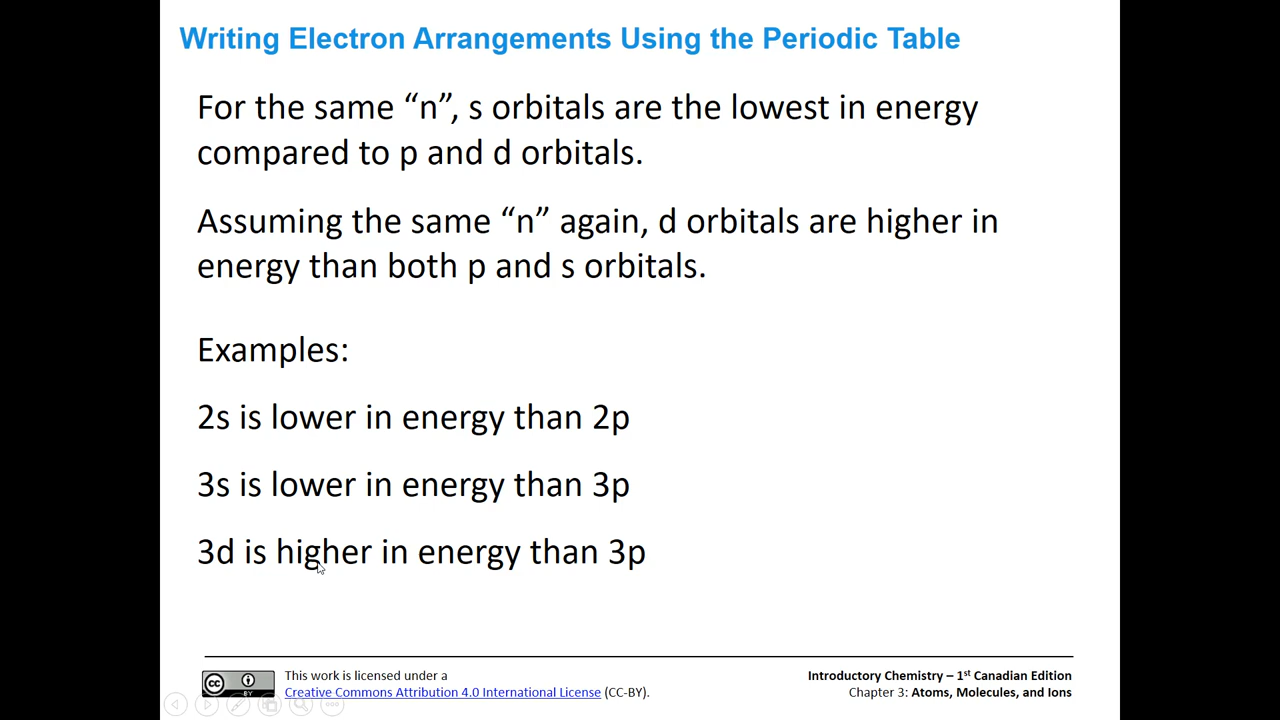 Writing Electron Arrangements Using the Periodic Table
For the same “n”, s orbitals are the lowest in energy
compared to p and d orbitals.
Assuming the same “n” again, d orbitals are higher in
energy than both p and s orbitals.
Examples:
2s is lower in energy than 2p
3s is lower in energy than 3p
3d is higher in energy than 3p
cc BY
This work is licensed under a
Creative Commons Attribution 4.0 International License (CC-BY).
Introductory Chemistry – 1st Canadian Edition
Chapter 3: Atoms, Molecules, and Ions